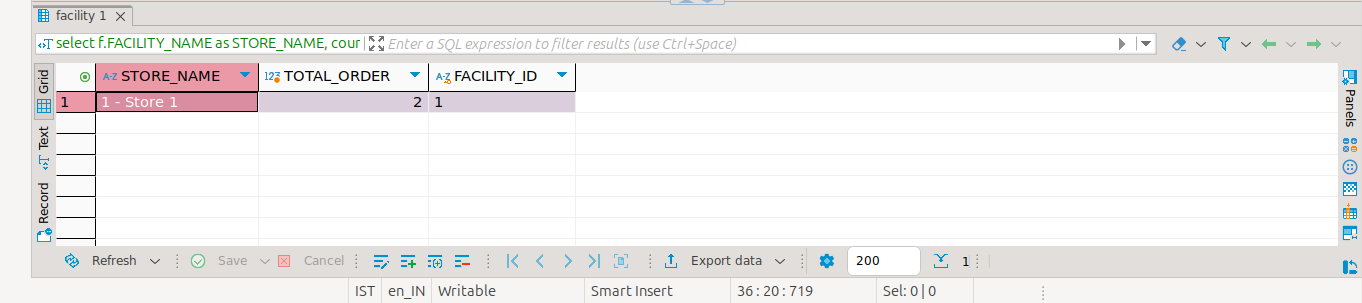 facility 1
select f.FACILITY_NAME as STORE_NAME, cour
Enter a SQL expression to filter results (use Ctrl+Space)
Grid
Text
Record
A-Z STORE_NAME
123 TOTAL_ORDER
A-Z FACILITY_ID
1 1 - Store 1 2 1
Panels
Refresh Save Cancel Export data 200 1
IST en_IN Writable Smart Insert 36 : 20 : 719 Sel: 0 | 0